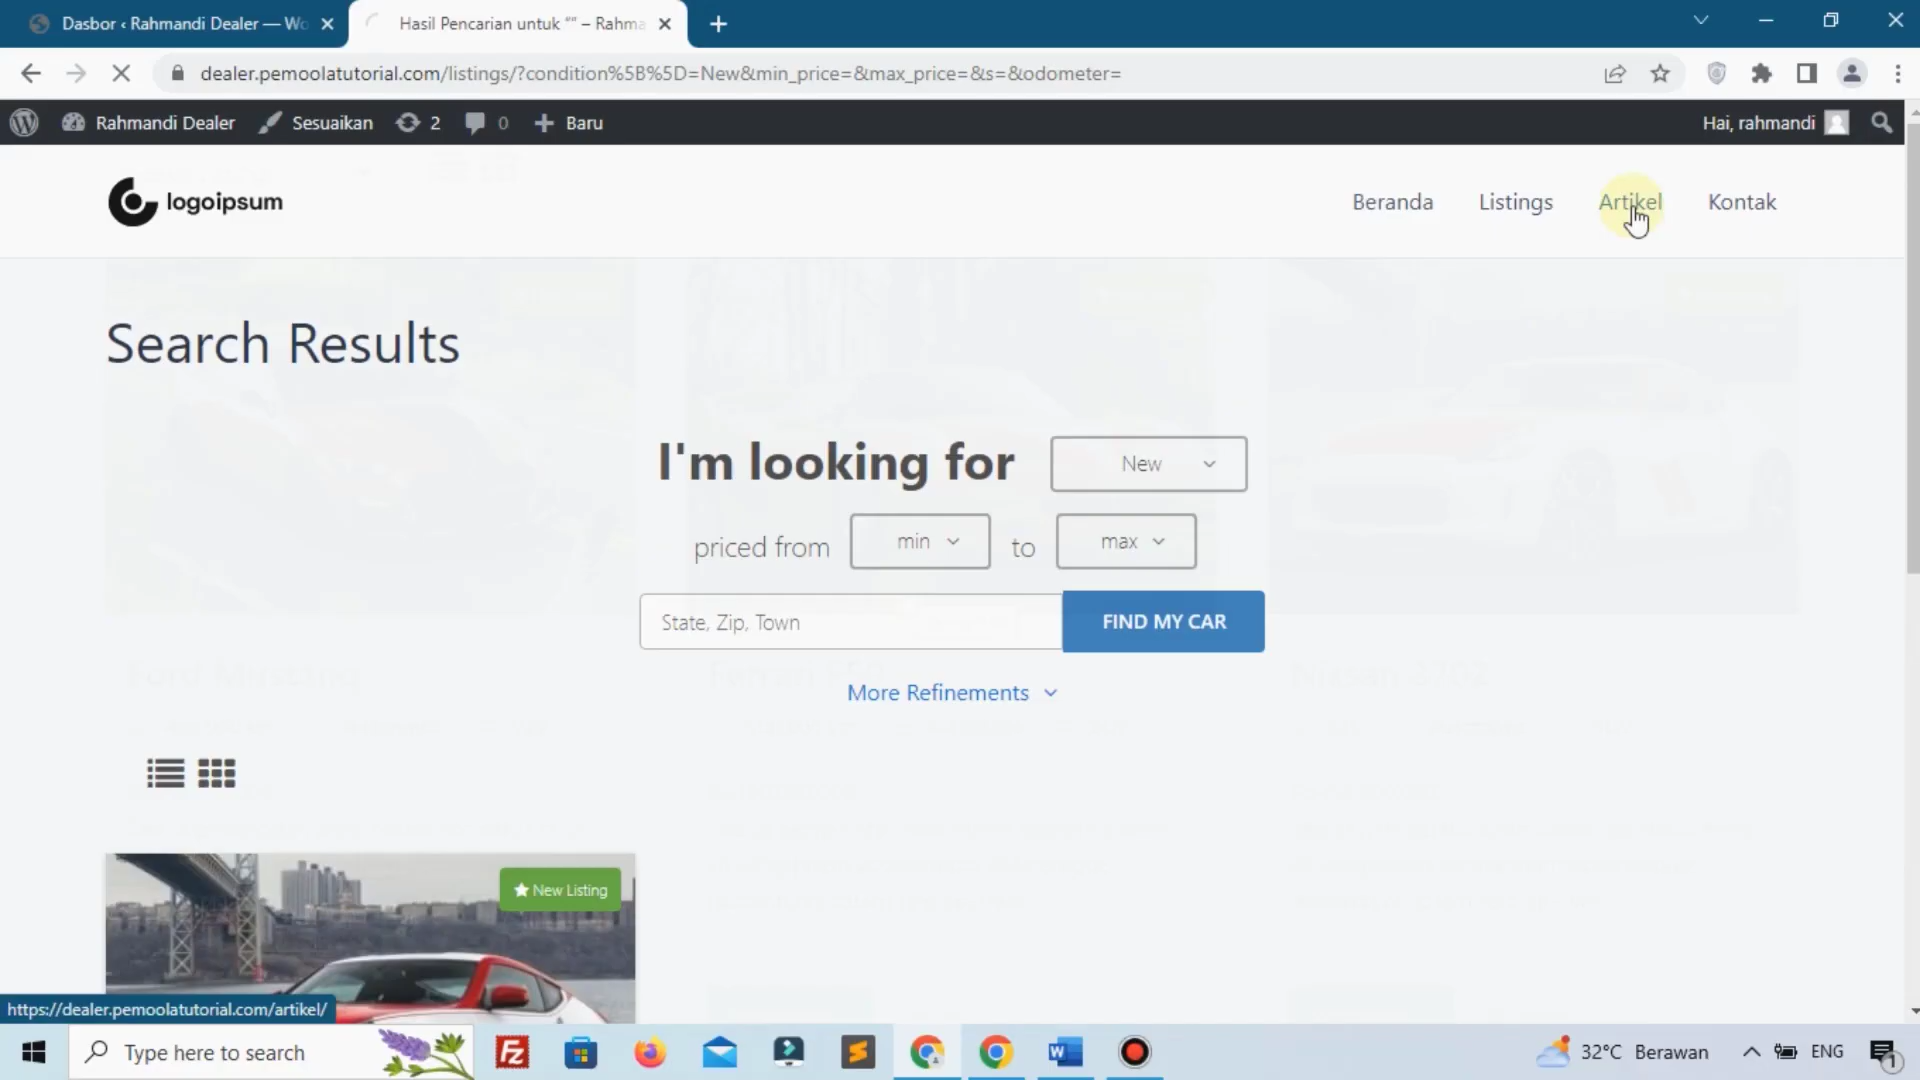 Dasbor ‹ Rahmandi Dealer — Wo
Hasil Pencarian untuk “” – Rahma
dealer.pemoolatutorial.com/listings/?condition%5B%5D=New&min_price=&max_price=&s=&odometer=
Rahmandi Dealer Sesuaikan 2 0 Baru
Hai, rahmandi
logoipsum
Beranda Listings Artikel Kontak
Search Results
I'm looking for New
priced from min to max
State, Zip, Town FIND MY CAR
More Refinements
New Listing
https://dealer.pemoolatutorial.com/artikel/
Type here to search
32°C Berawan ENG 1